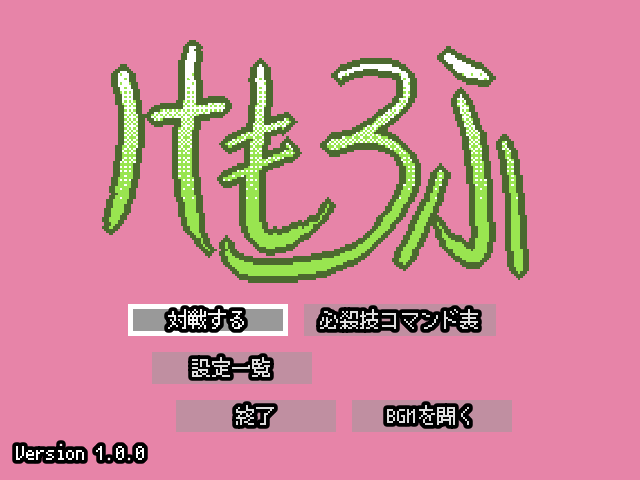 けもろふ
対戦する
必殺技コマンド表
設定一覧
終了
BGMを聞く
Version 1.0.0